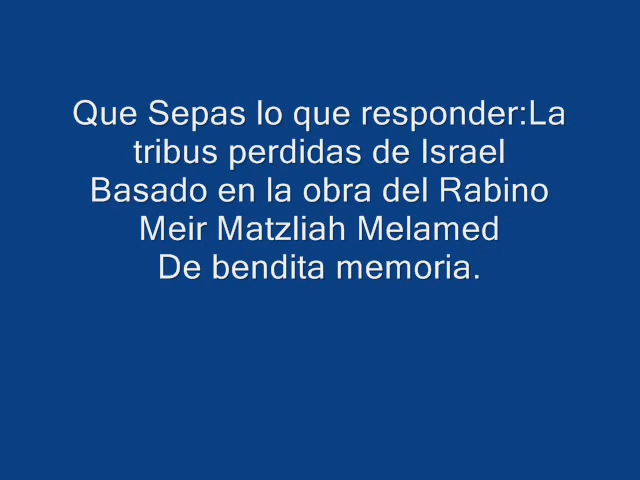 Que Sepas lo que responder:La
tribus perdidas de Israel
Basado en la obra del Rabino
Meir Matzliah Melamed
De bendita memoria.